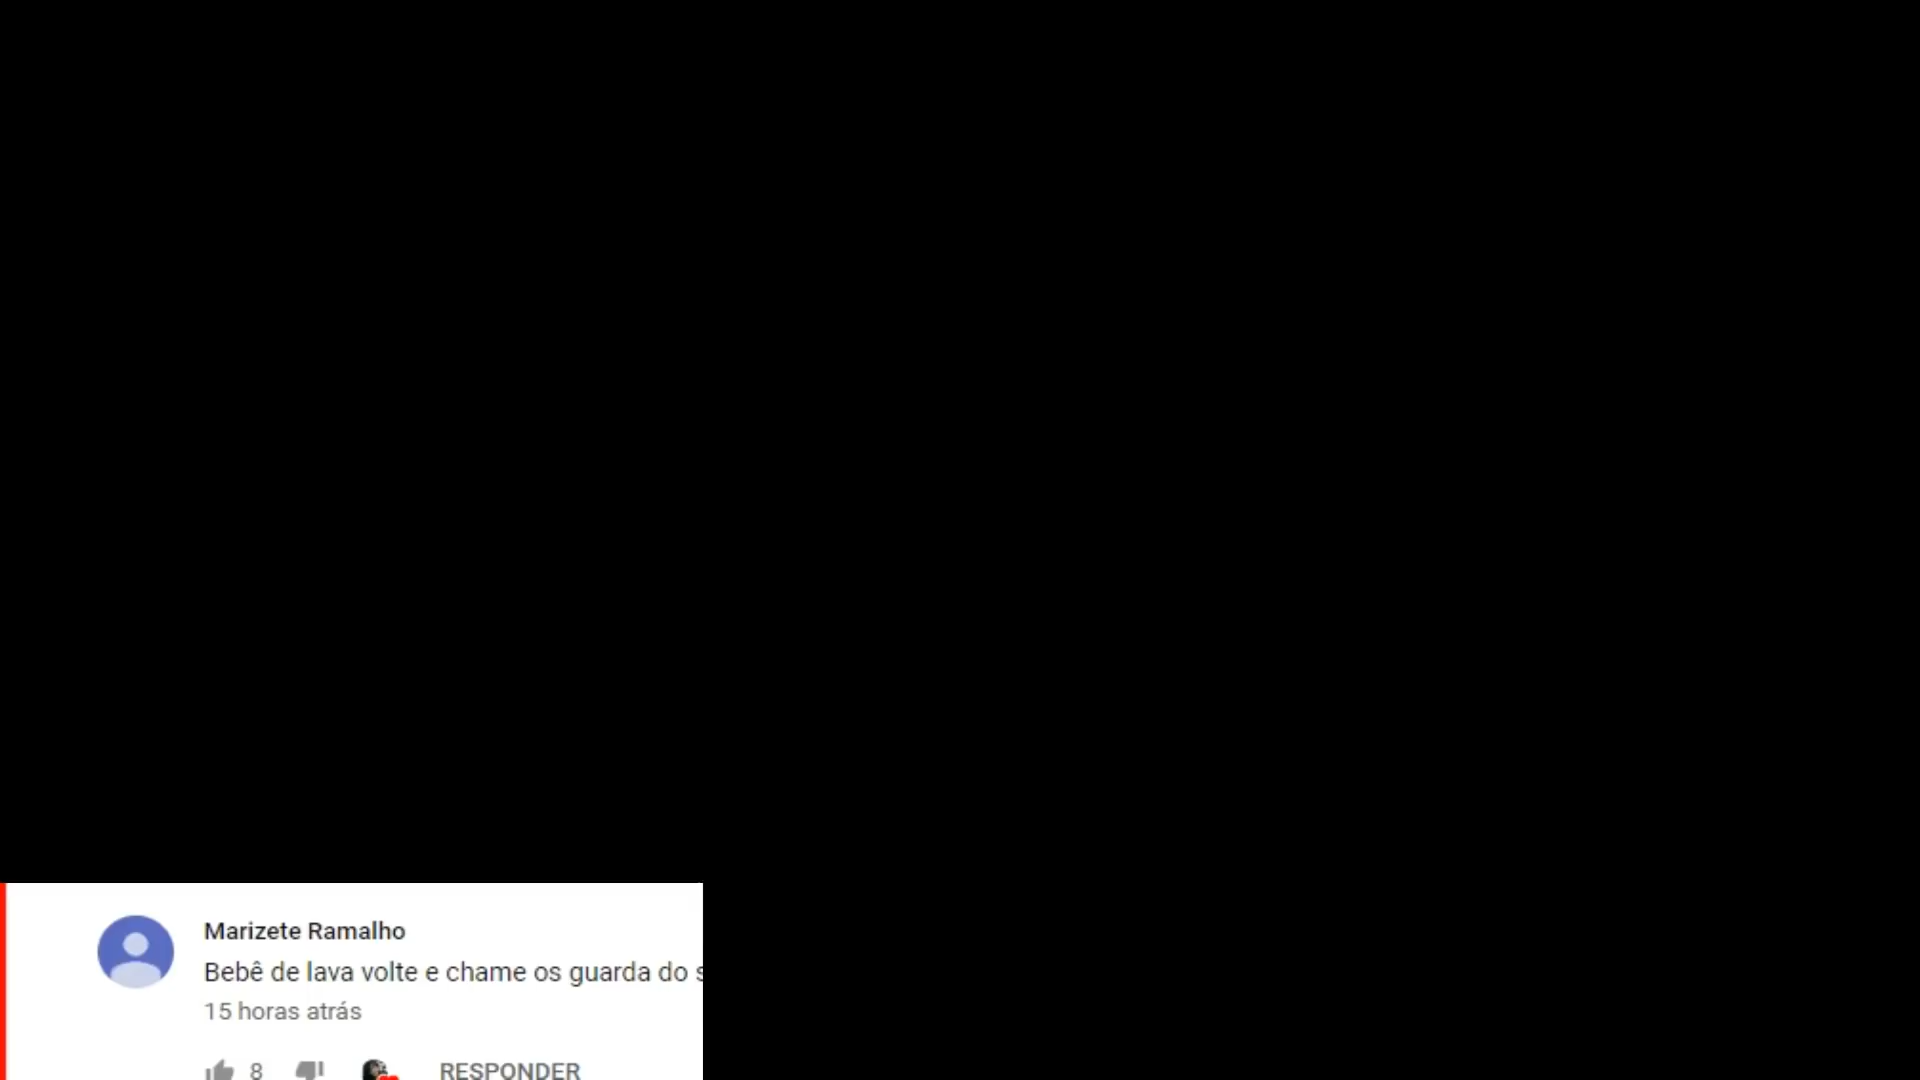 Marizete Ramalho
Bebê de lava volte e chame os guarda do
15 horas atrás
8 RESPONDER